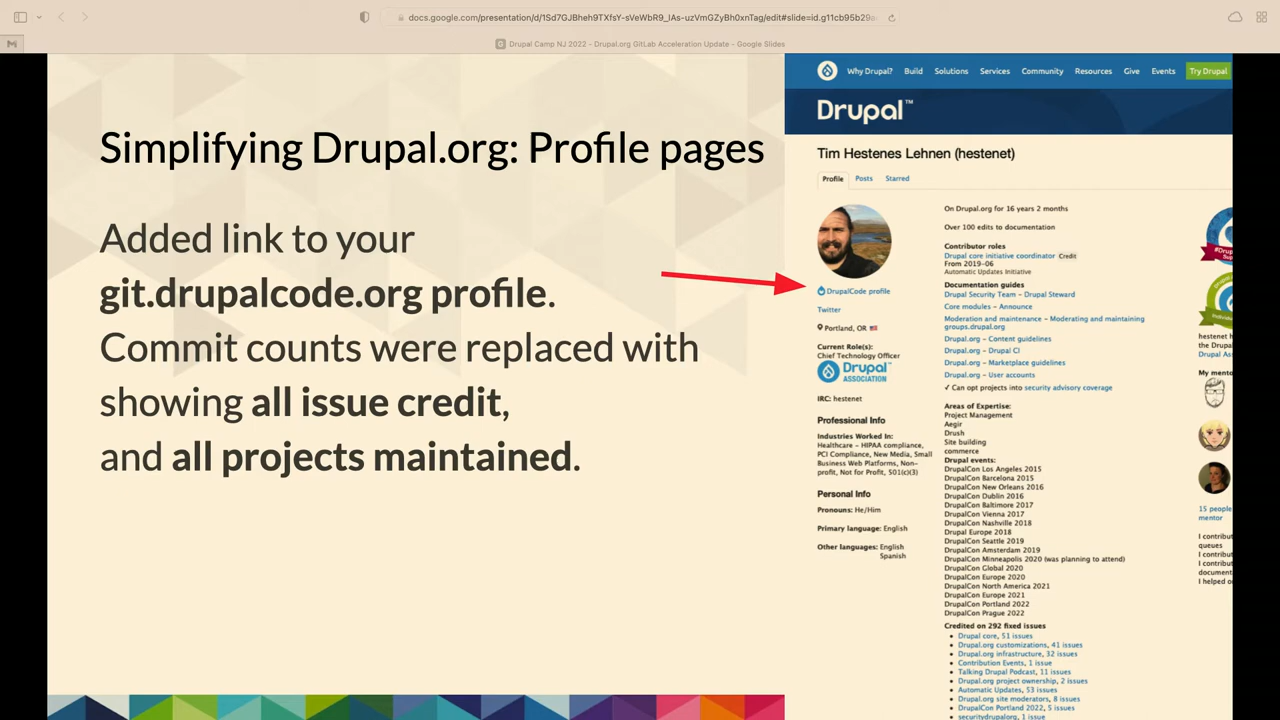 docs.google.com/presentation/d/1Sd7GJBheh9TXfsY-sVeWbR9_IAs-uzVmGZyBh0xnTag/edit#slide=id.g11cb95b29a
Drupal Camp NJ 2022 - Drupal.org GitLab Acceleration Update - Google Slides
Simplifying Drupal.org: Profile pages
Added link to your
git.drupalcode.org profile.
Commit counts were replaced with
showing all issue credit,
and all projects maintained.
Why Drupal? Build Solutions Services Community Resources Give Events Try Drupal
Drupal™
Tim Hestenes Lehnen (hestenet)
Profile Posts Starred
DrupalCode profile
Twitter
Portland, OR
Current Role(s):
Chief Technology Officer
Drupal™
ASSOCIATION
IRC: hestenet
Professional Info
Industries Worked In:
Healthcare - HIPAA compliance,
PCI Compliance, New Media, Small
Business Web Platforms, Non-
profit, Not for Profit, 501(c)(3)
Personal Info
Pronouns: He/Him
Primary language: English
Other languages: English
Spanish
On Drupal.org for 16 years 2 months
Over 100 edits to documentation
Contributor roles
Drupal core initiative coordinator Credit
From 2019-06
Automatic Updates Initiative
Documentation guides
Drupal Security Team - Drupal Steward
Core modules - Announce
Moderation and maintenance - Moderating and maintaining
groups.drupal.org
Drupal.org - Content guidelines
Drupal.org - Drupal CI
Drupal.org - Marketplace guidelines
Drupal.org - User accounts
✓ Can opt projects into security advisory coverage
Areas of Expertise:
Project Management
Aegir
Drush
Site building
commerce
Drupal events:
DrupalCon Los Angeles 2015
DrupalCon Barcelona 2015
DrupalCon New Orleans 2016
DrupalCon Dublin 2016
DrupalCon Baltimore 2017
DrupalCon Vienna 2017
DrupalCon Nashville 2018
Drupal Europe 2018
DrupalCon Seattle 2019
DrupalCon Amsterdam 2019
DrupalCon Minneapolis 2020 (was planning to attend)
DrupalCon Global 2020
DrupalCon Europe 2020
DrupalCon North America 2021
DrupalCon Europe 2021
DrupalCon Portland 2022
DrupalCon Prague 2022
Credited on 292 fixed issues
Drupal core, 51 issues
Drupal.org customizations, 41 issues
Drupal.org infrastructure, 32 issues
Contribution Events, 1 issue
Talking Drupal Podcast, 11 issues
Drupal.org project ownership, 2 issues
Automatic Updates, 53 issues
Drupal.org site moderators, 8 issues
DrupalCon Portland 2022, 5 issues
securitydrupalorg, 1 issue
hestenet h
the Drupa
Drupal As
My mento
15 people
mentor
I contribut
queues
I contribut
I contribut
document
I helped o